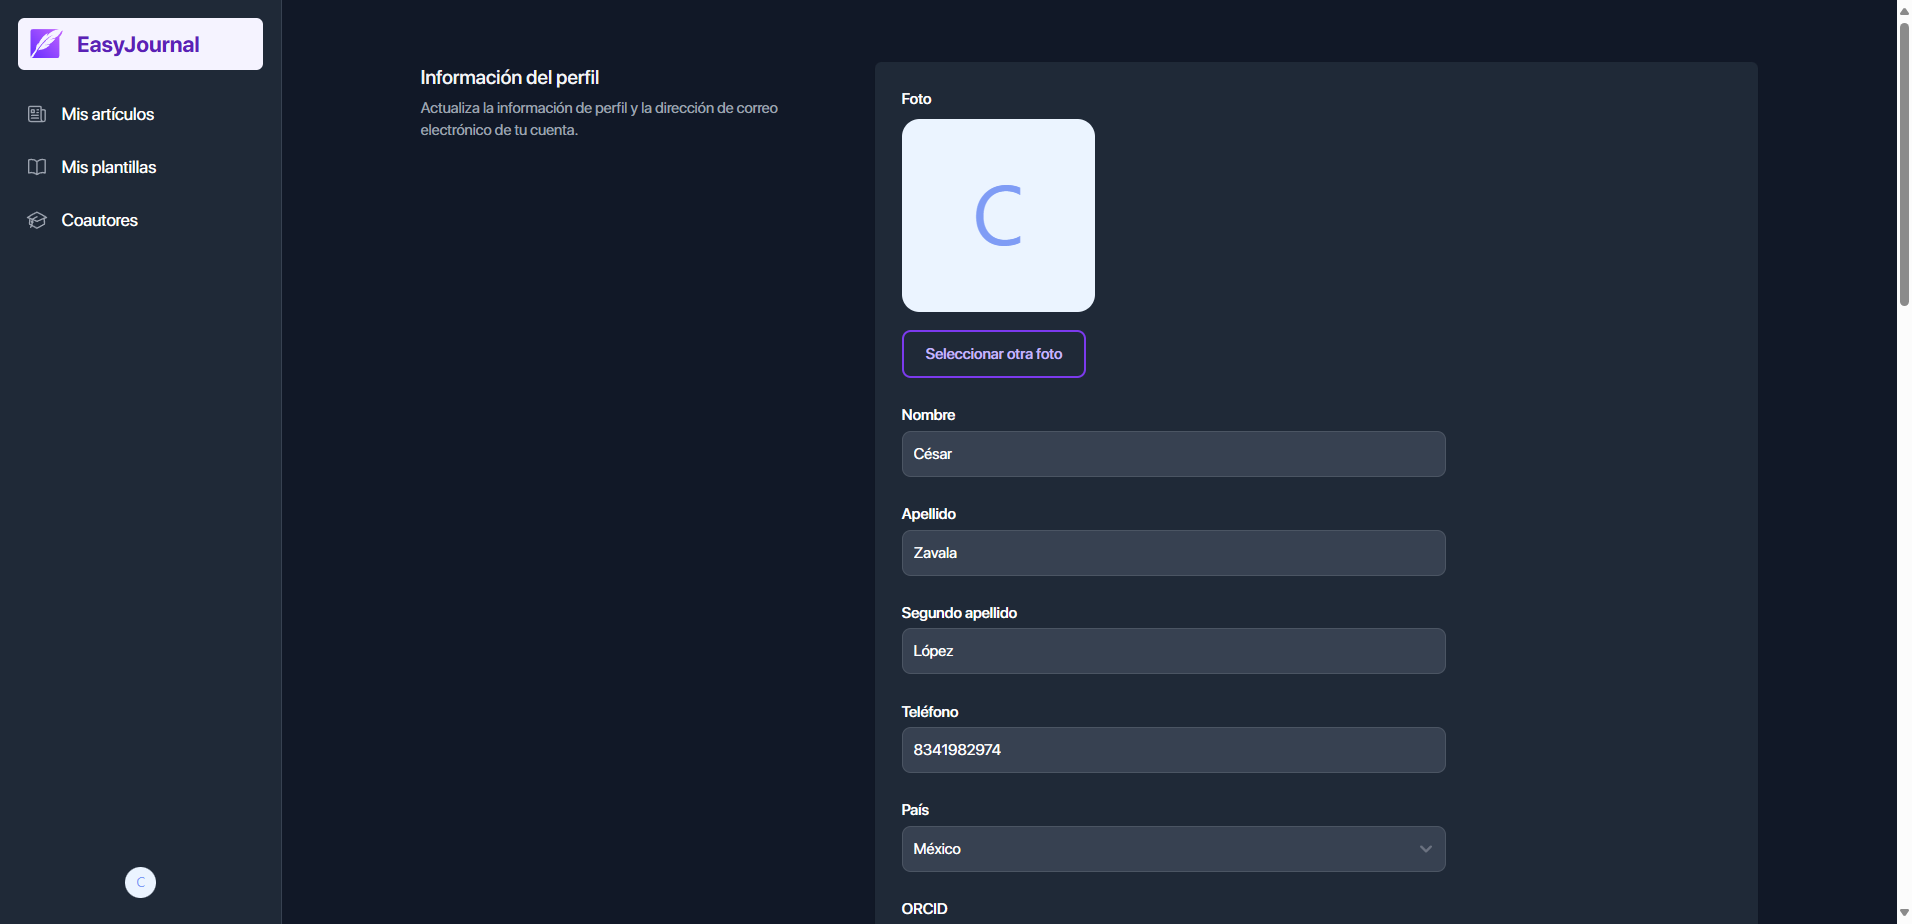 EasyJournal
Mis artículos
Mis plantillas
Coautores
C
Información del perfil
Actualiza la información de perfil y la dirección de correo
electrónico de tu cuenta.
Foto
C
Seleccionar otra foto
Nombre
César
Apellido
Zavala
Segundo apellido
López
Teléfono
8341982974
País
México
ORCID